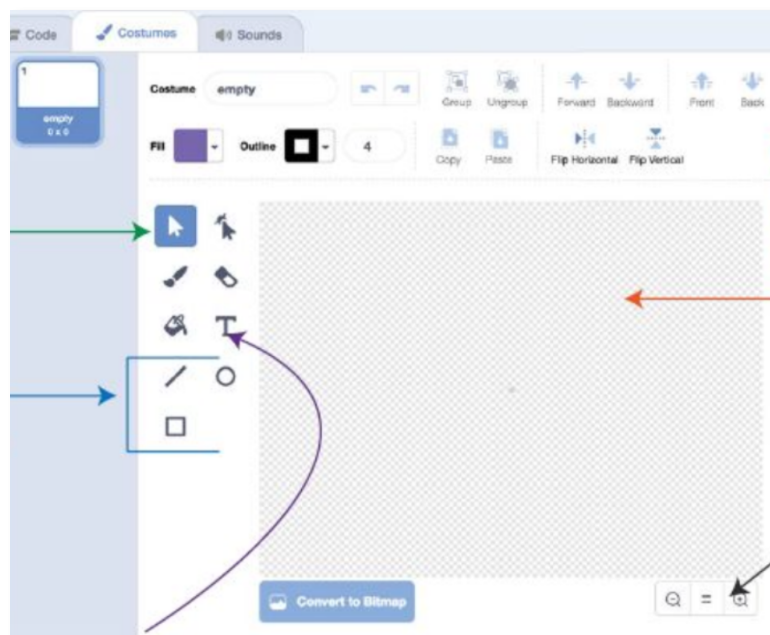 Code Costumes Sounds
1
empty
0 x 0
Costume empty
Group Ungroup Forward Backward Front Back
Fill Outline 4
Copy Paste Flip Horizontal Flip Vertical
T
Convert to Bitmap
=